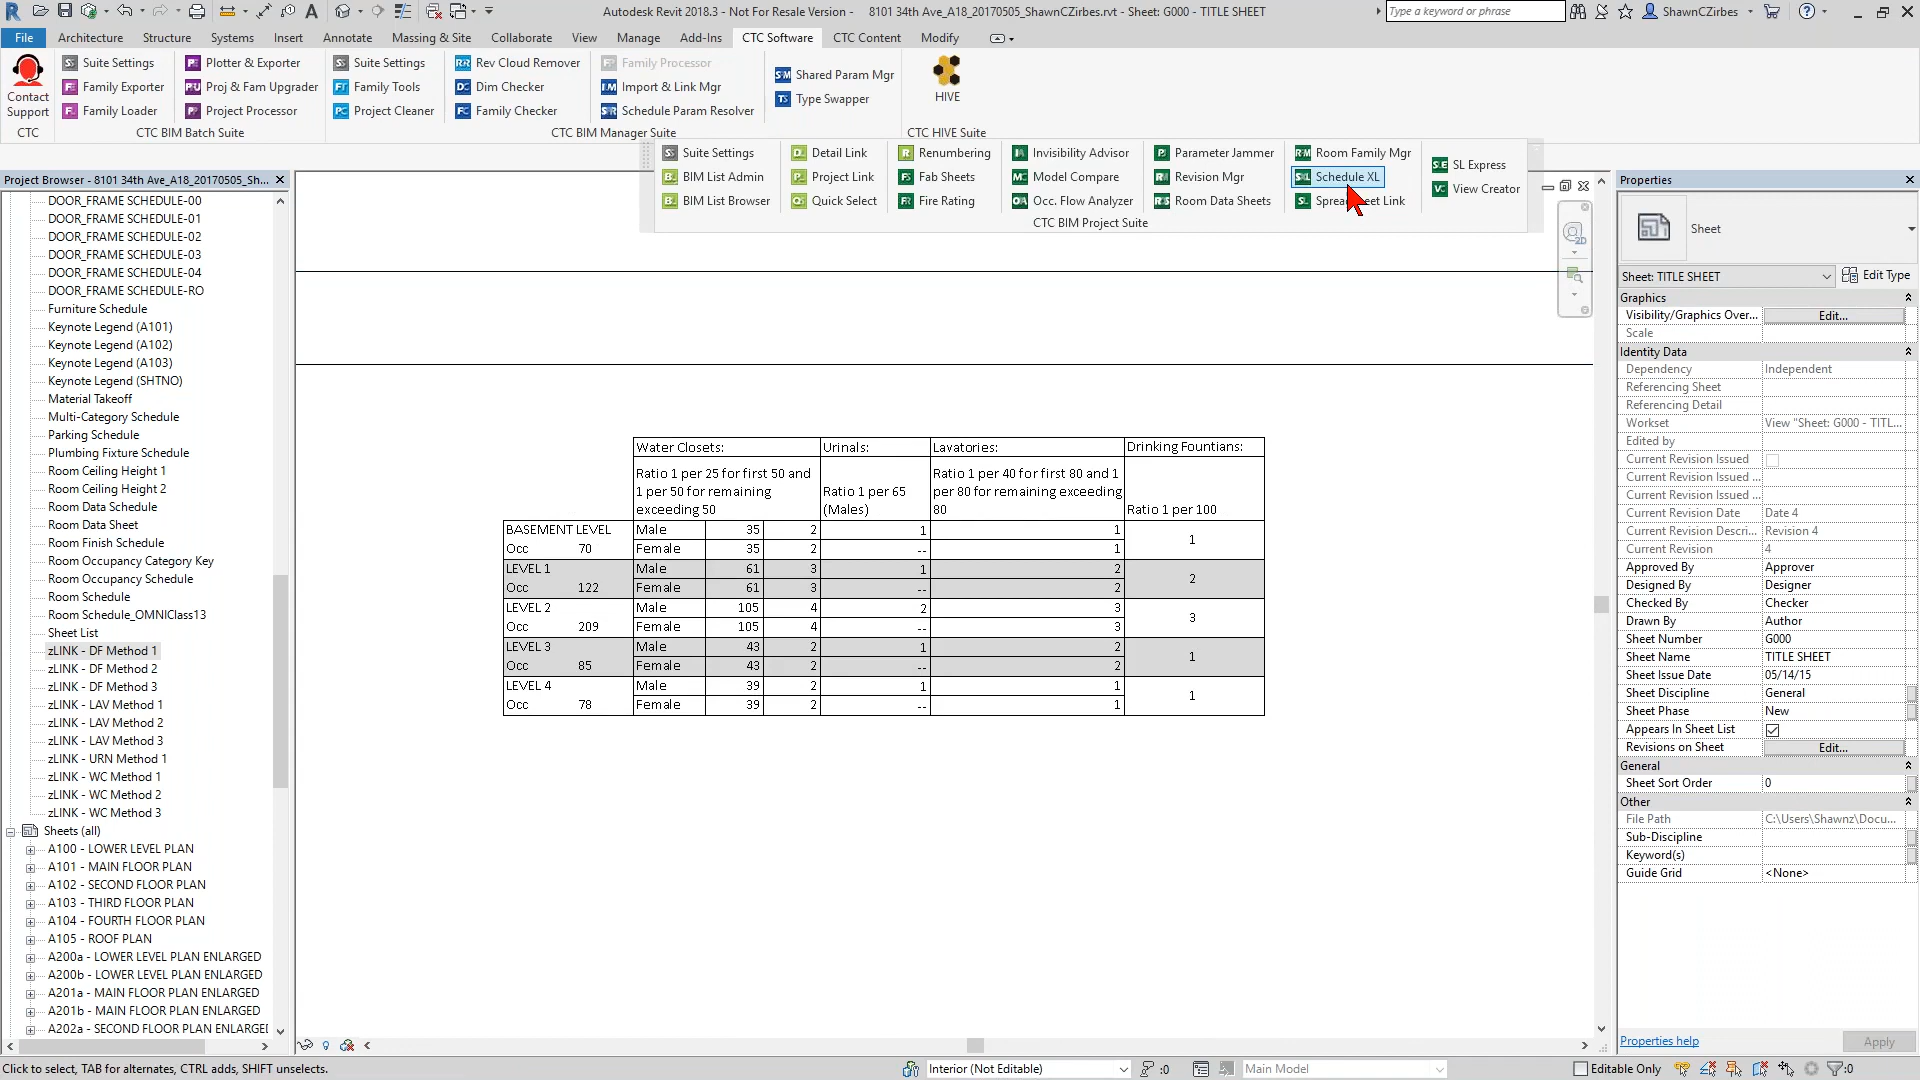 Autodesk Revit 2018.3 - Not For Resale Version - 8101 34th Ave_A18_20170505_ShawnCZirbes.rvt - Sheet: G000 - TITLE SHEET
Type a keyword or phrase
ShawnCZirbes
File Architecture Structure Systems Insert Annotate Massing & Site Collaborate View Manage Add-Ins CTC Software CTC Content Modify
Contact Support
CTC
Suite Settings
Family Exporter
Family Loader
Plotter & Exporter
Proj & Fam Upgrader
Project Processor
CTC BIM Batch Suite
Suite Settings
Family Tools
Project Cleaner
Rev Cloud Remover
Dim Checker
Family Checker
Family Processor
Import & Link Mgr
Schedule Param Resolver
Shared Param Mgr
Type Swapper
CTC BIM Manager Suite
HIVE
CTC HIVE Suite
Suite Settings
BIM List Admin
BIM List Browser
Detail Link
Project Link
Quick Select
Renumbering
Fab Sheets
Fire Rating
Invisibility Advisor
Model Compare
Occ. Flow Analyzer
Parameter Jammer
Revision Mgr
Room Data Sheets
Room Family Mgr
Schedule XL
SL Express
View Creator
CTC BIM Project Suite
Project Browser - 8101 34th Ave_A18_20170505_Sh...
DOOR_FRAME SCHEDULE-00
DOOR_FRAME SCHEDULE-01
DOOR_FRAME SCHEDULE-02
DOOR_FRAME SCHEDULE-03
DOOR_FRAME SCHEDULE-04
DOOR_FRAME SCHEDULE-RO
Furniture Schedule
Keynote Legend (A101)
Keynote Legend (A102)
Keynote Legend (A103)
Keynote Legend (SHTNO)
Material Takeoff
Multi-Category Schedule
Parking Schedule
Plumbing Fixture Schedule
Room Ceiling Height 1
Room Ceiling Height 2
Room Data Schedule
Room Data Sheet
Room Finish Schedule
Room Occupancy Category Key
Room Occupancy Schedule
Room Schedule
Room Schedule_OMNIClass13
Sheet List
zLINK - DF Method 1
zLINK - DF Method 2
zLINK - DF Method 3
zLINK - LAV Method 1
zLINK - LAV Method 2
zLINK - LAV Method 3
zLINK - URN Method 1
zLINK - WC Method 1
zLINK - WC Method 2
zLINK - WC Method 3
Sheets (all)
A100 - LOWER LEVEL PLAN
A101 - MAIN FLOOR PLAN
A102 - SECOND FLOOR PLAN
A103 - THIRD FLOOR PLAN
A104 - FOURTH FLOOR PLAN
A105 - ROOF PLAN
A200a - LOWER LEVEL PLAN ENLARGED
A200b - LOWER LEVEL PLAN ENLARGED
A201a - MAIN FLOOR PLAN ENLARGED
A201b - MAIN FLOOR PLAN ENLARGED
A202a - SECOND FLOOR PLAN ENLARGE
Water Closets: Urinals: Lavatories: Drinking Fountians:
Ratio 1 per 25 for first 50 and
1 per 50 for remaining
exceeding 50
Ratio 1 per 65
(Males)
Ratio 1 per 40 for first 80 and 1
per 80 for remaining exceeding
80
Ratio 1 per 100
BASEMENT LEVEL Male 35 2 1 1
Occ 70 Female 35 2 -- 1
1
LEVEL 1 Male 61 3 1 2
Occ 122 Female 61 3 -- 2
2
LEVEL 2 Male 105 4 2 3
Occ 209 Female 105 4 -- 3
3
LEVEL 3 Male 43 2 1 2
Occ 85 Female 43 2 -- 2
1
LEVEL 4 Male 39 2 1 1
Occ 78 Female 39 2 -- 1
1
2D
Properties
Sheet
Sheet: TITLE SHEET Edit Type
Graphics
Visibility/Graphics Over... Edit...
Scale
Identity Data
Dependency Independent
Referencing Sheet
Referencing Detail
Workset View "Sheet: G000 - TITL...
Edited by
Current Revision Issued
Current Revision Issued ...
Current Revision Issued ...
Current Revision Date Date 4
Current Revision Descri... Revision 4
Current Revision 4
Approved By Approver
Designed By Designer
Checked By Checker
Drawn By Author
Sheet Number G000
Sheet Name TITLE SHEET
Sheet Issue Date 05/14/15
Sheet Discipline General
Sheet Phase New
Appears In Sheet List
Revisions on Sheet Edit...
General
Sheet Sort Order 0
Other
File Path C:\Users\Shawnz\Docu...
Sub-Discipline
Keyword(s)
Guide Grid <None>
Properties help Apply
Click to select, TAB for alternates, CTRL adds, SHIFT unselects.
Interior (Not Editable) :0 Main Model Editable Only :0